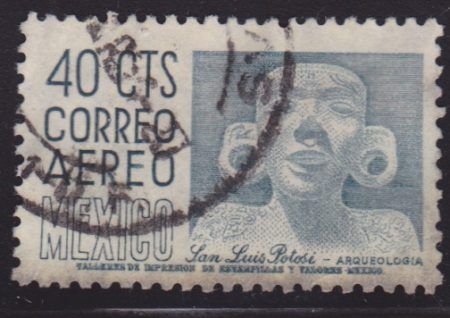 40 CTS
CORREO
AEREO
MEXICO
San Luis Potosí - ARQUEOLOGIA
TALLERES DE IMPRESION DE ESTAMPILLAS Y VALORES-MEXICO.